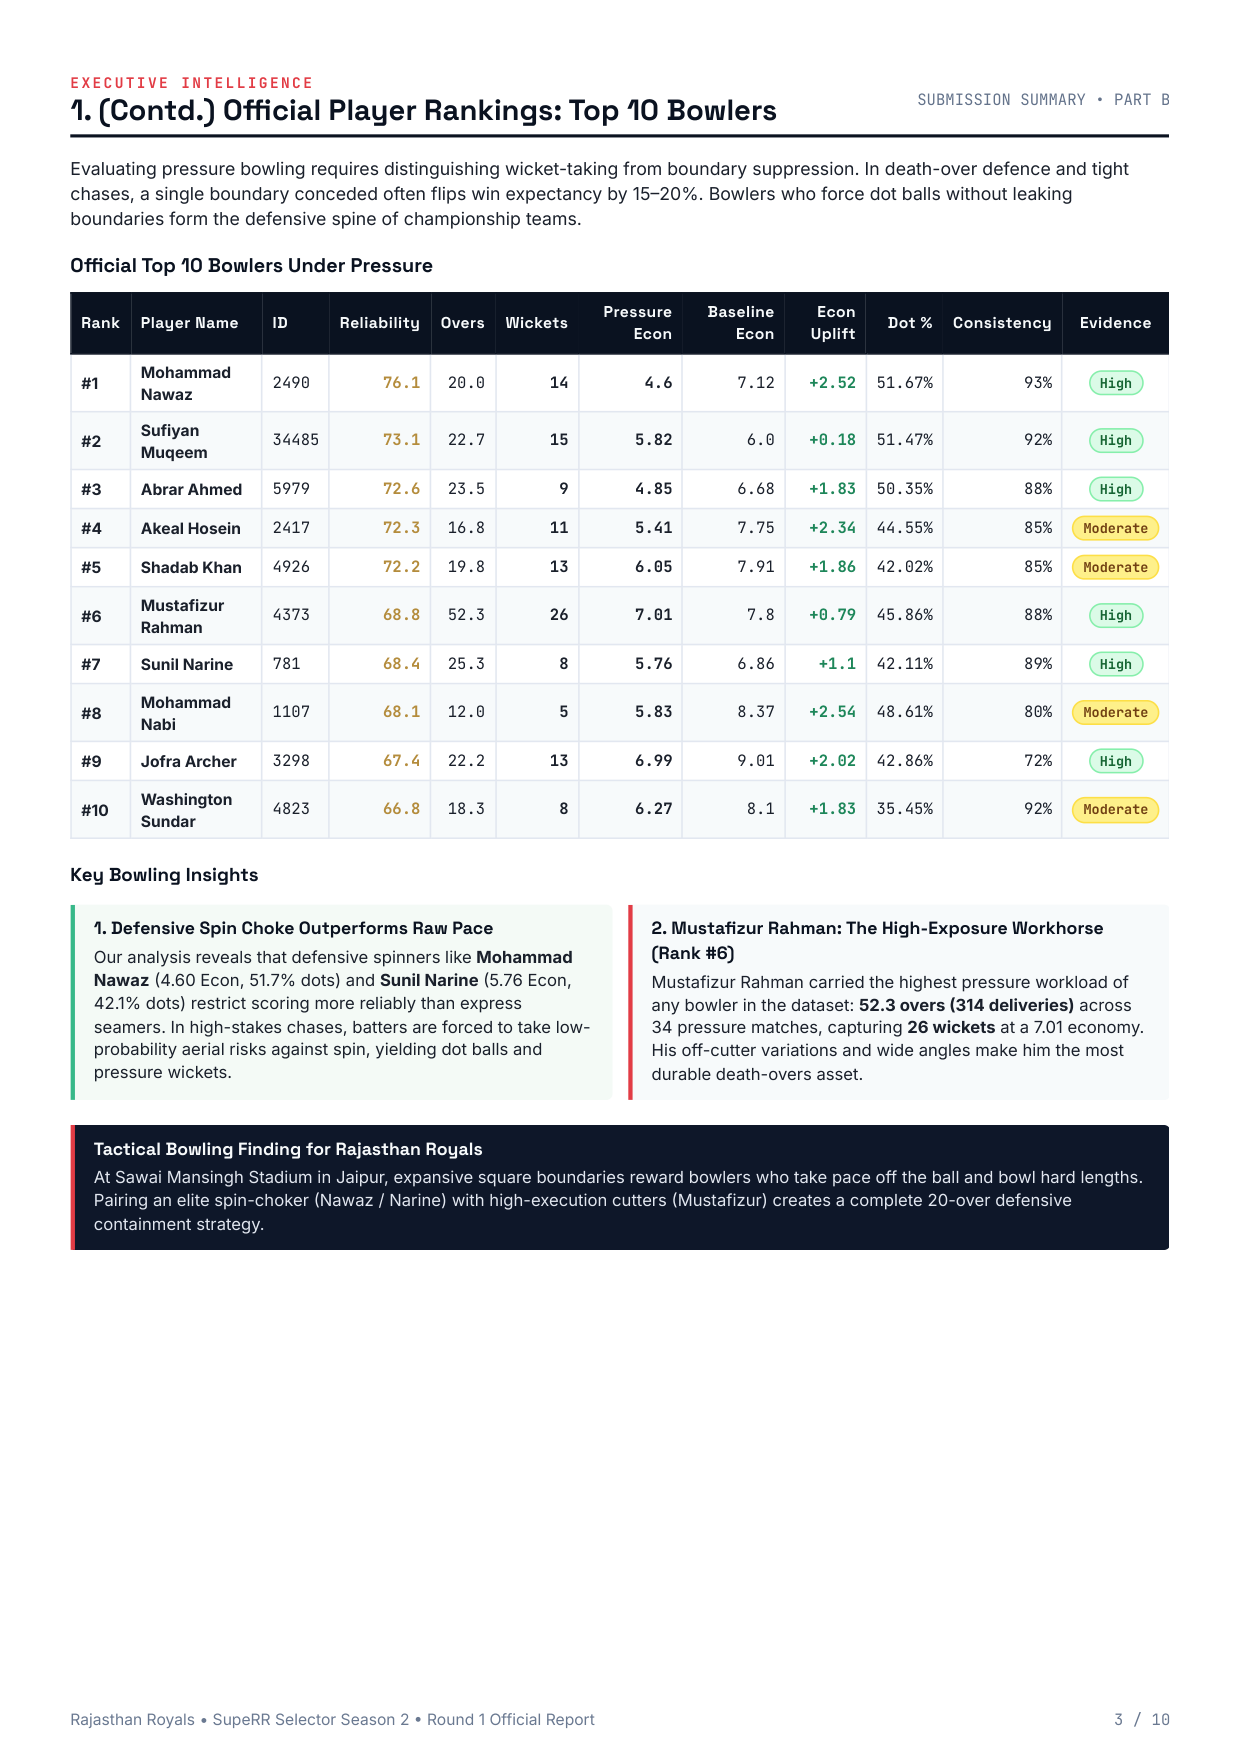 EXECUTIVE INTELLIGENCE
1. (Contd.) Official Player Rankings: Top 10 Bowlers
SUBMISSION SUMMARY • PART B
Evaluating pressure bowling requires distinguishing wicket-taking from boundary suppression. In death-over defence and tight
chases, a single boundary conceded often flips win expectancy by 15–20%. Bowlers who force dot balls without leaking
boundaries form the defensive spine of championship teams.
Official Top 10 Bowlers Under Pressure
Rank Player Name ID Reliability Overs Wickets Pressure Econ Baseline Econ Econ Uplift Dot % Consistency Evidence
#1 Mohammad Nawaz 2490 76.1 20.0 14 4.6 7.12 +2.52 51.67% 93% High
#2 Sufiyan Muqeem 34485 73.1 22.7 15 5.82 6.0 +0.18 51.47% 92% High
#3 Abrar Ahmed 5979 72.6 23.5 9 4.85 6.68 +1.83 50.35% 88% High
#4 Akeal Hosein 2417 72.3 16.8 11 5.41 7.75 +2.34 44.55% 85% Moderate
#5 Shadab Khan 4926 72.2 19.8 13 6.05 7.91 +1.86 42.02% 85% Moderate
#6 Mustafizur Rahman 4373 68.8 52.3 26 7.01 7.8 +0.79 45.86% 88% High
#7 Sunil Narine 781 68.4 25.3 8 5.76 6.86 +1.1 42.11% 89% High
#8 Mohammad Nabi 1107 68.1 12.0 5 5.83 8.37 +2.54 48.61% 80% Moderate
#9 Jofra Archer 3298 67.4 22.2 13 6.99 9.01 +2.02 42.86% 72% High
#10 Washington Sundar 4823 66.8 18.3 8 6.27 8.1 +1.83 35.45% 92% Moderate
Key Bowling Insights
1. Defensive Spin Choke Outperforms Raw Pace
Our analysis reveals that defensive spinners like Mohammad
Nawaz (4.60 Econ, 51.7% dots) and Sunil Narine (5.76 Econ,
42.1% dots) restrict scoring more reliably than express
seamers. In high-stakes chases, batters are forced to take low-
probability aerial risks against spin, yielding dot balls and
pressure wickets.
2. Mustafizur Rahman: The High-Exposure Workhorse
(Rank #6)
Mustafizur Rahman carried the highest pressure workload of
any bowler in the dataset: 52.3 overs (314 deliveries) across
34 pressure matches, capturing 26 wickets at a 7.01 economy.
His off-cutter variations and wide angles make him the most
durable death-overs asset.
Tactical Bowling Finding for Rajasthan Royals
At Sawai Mansingh Stadium in Jaipur, expansive square boundaries reward bowlers who take pace off the ball and bowl hard lengths.
Pairing an elite spin-choker (Nawaz / Narine) with high-execution cutters (Mustafizur) creates a complete 20-over defensive
containment strategy.
Rajasthan Royals • SupeRR Selector Season 2 • Round 1 Official Report
3 / 10